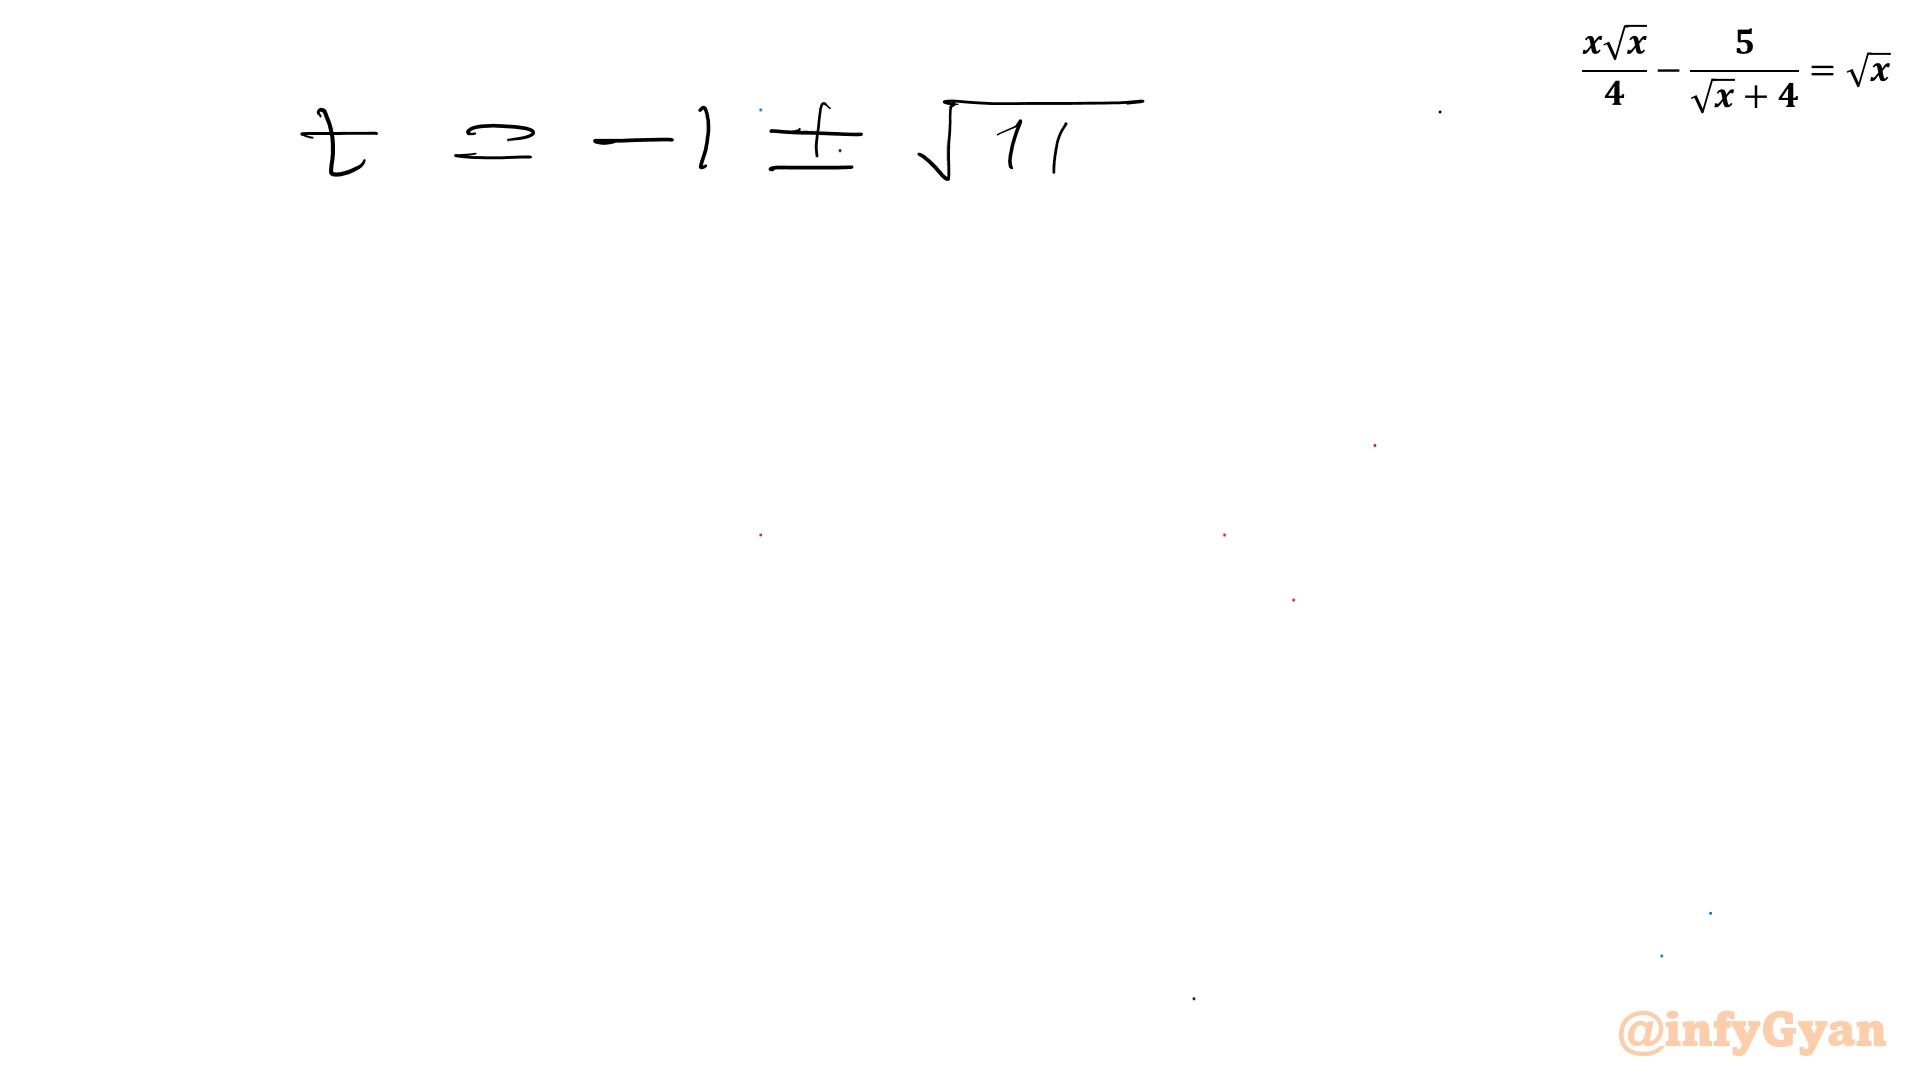 x√x/4 − 5/(√x + 4) = √x
t = −1 ± √11
@infyGyan